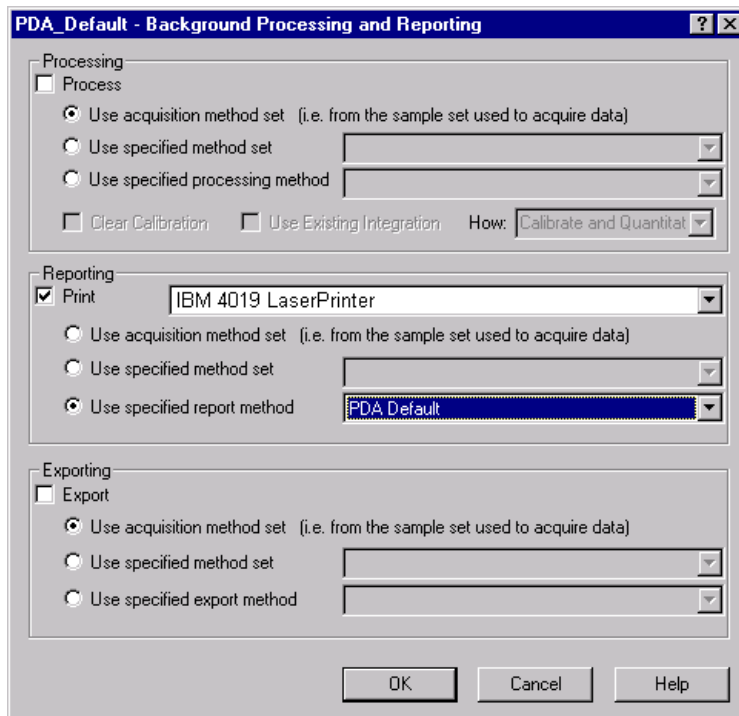 PDA_Default - Background Processing and Reporting
Processing
Process
Use acquisition method set (i.e. from the sample set used to acquire data)
Use specified method set
Use specified processing method
Clear Calibration Use Existing Integration How: Calibrate and Quantitat
Reporting
Print IBM 4019 LaserPrinter
Use acquisition method set (i.e. from the sample set used to acquire data)
Use specified method set
Use specified report method PDA Default
Exporting
Export
Use acquisition method set (i.e. from the sample set used to acquire data)
Use specified method set
Use specified export method
OK Cancel Help